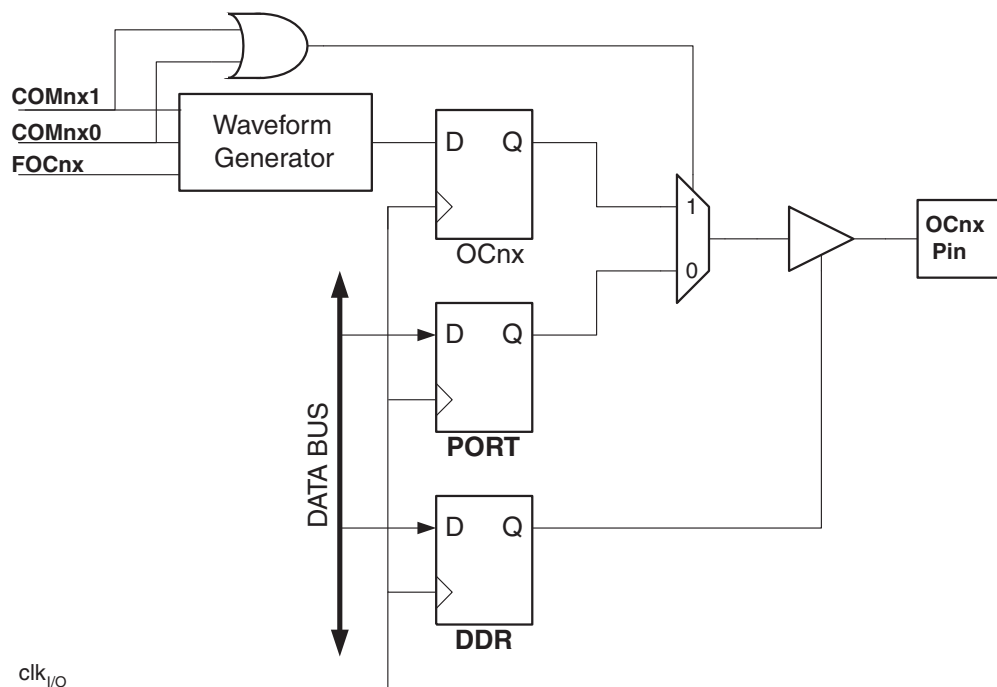 COMnx1
COMnx0
FOCnx
Waveform
Generator
D Q
OCnx
1
0
OCnx
Pin
D Q
PORT
DATA BUS
D Q
DDR
clkI/O